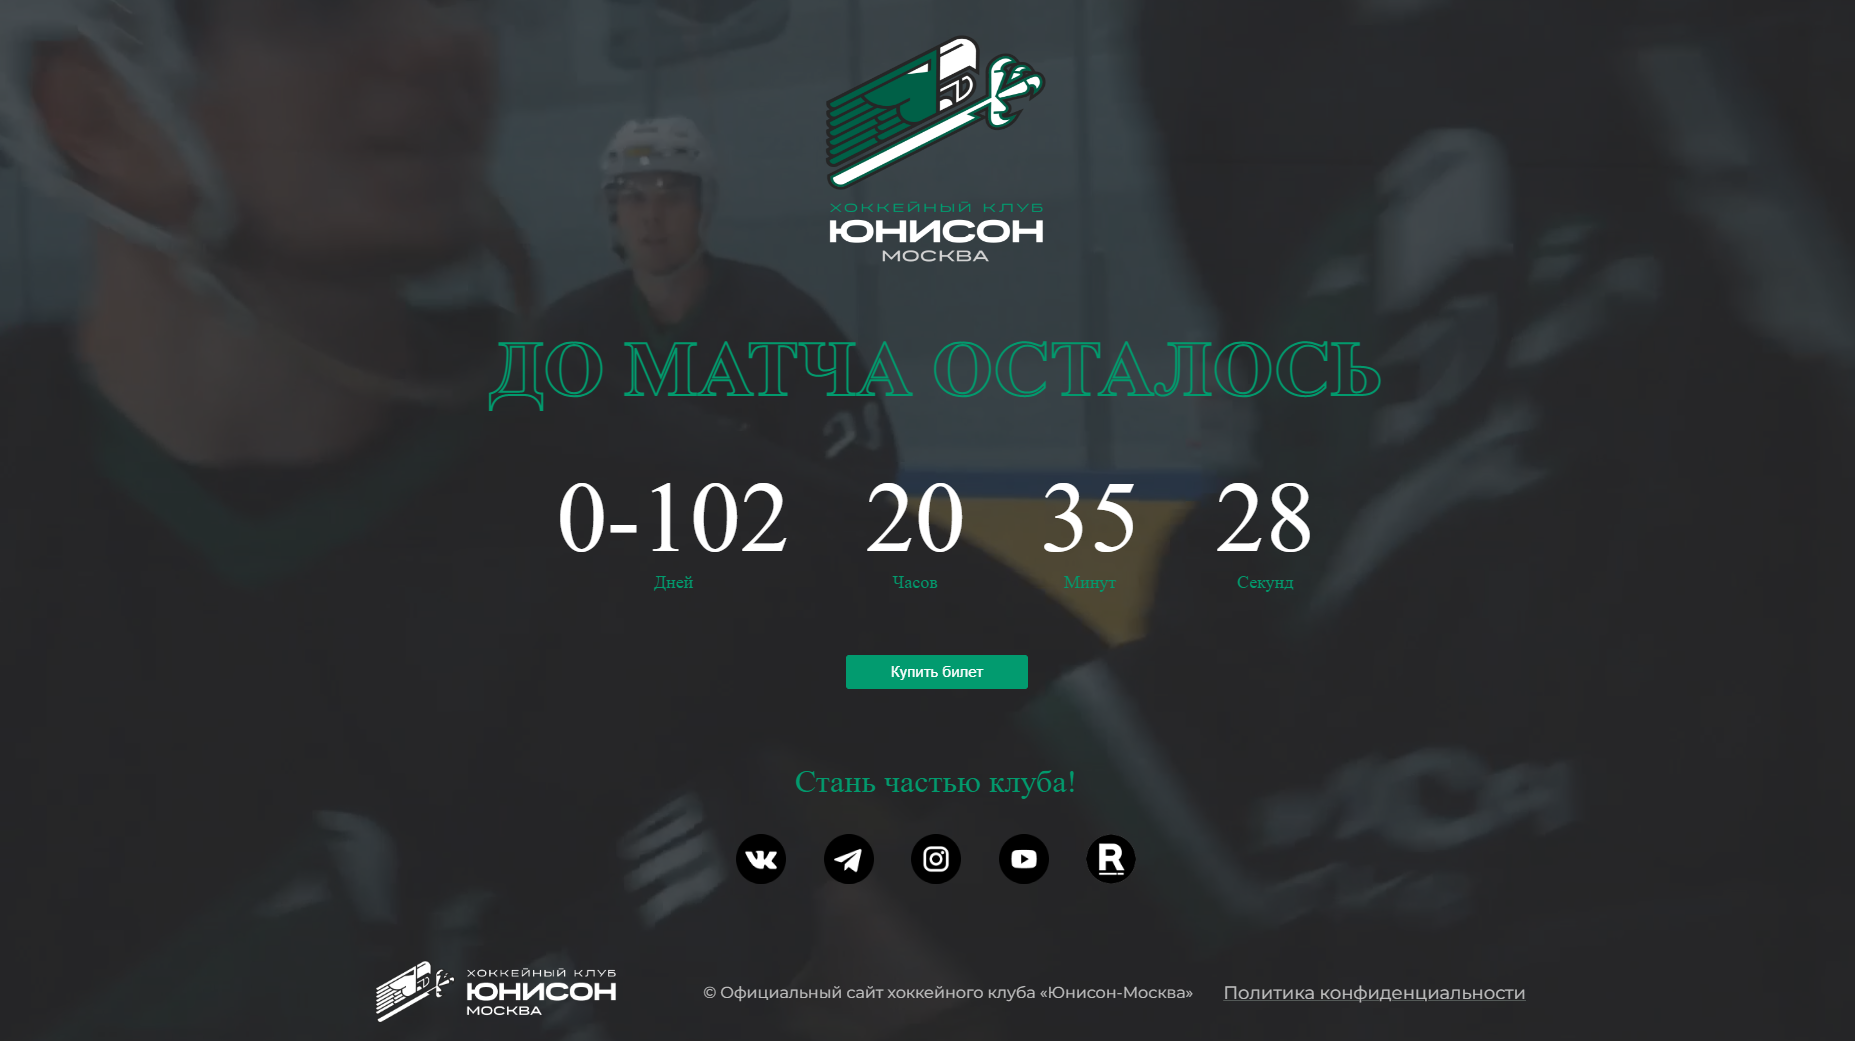 ХОККЕЙНЫЙ КЛУБ
ЮНИСОН
МОСКВА
ДО МАТЧА ОСТАЛОСЬ
0-102 20 35 28
Дней Часов Минут Секунд
Купить билет
Стань частью клуба!
ХОККЕЙНЫЙ КЛУБ
ЮНИСОН
МОСКВА
© Официальный сайт хоккейного клуба «Юнисон-Москва» Политика конфиденциальности